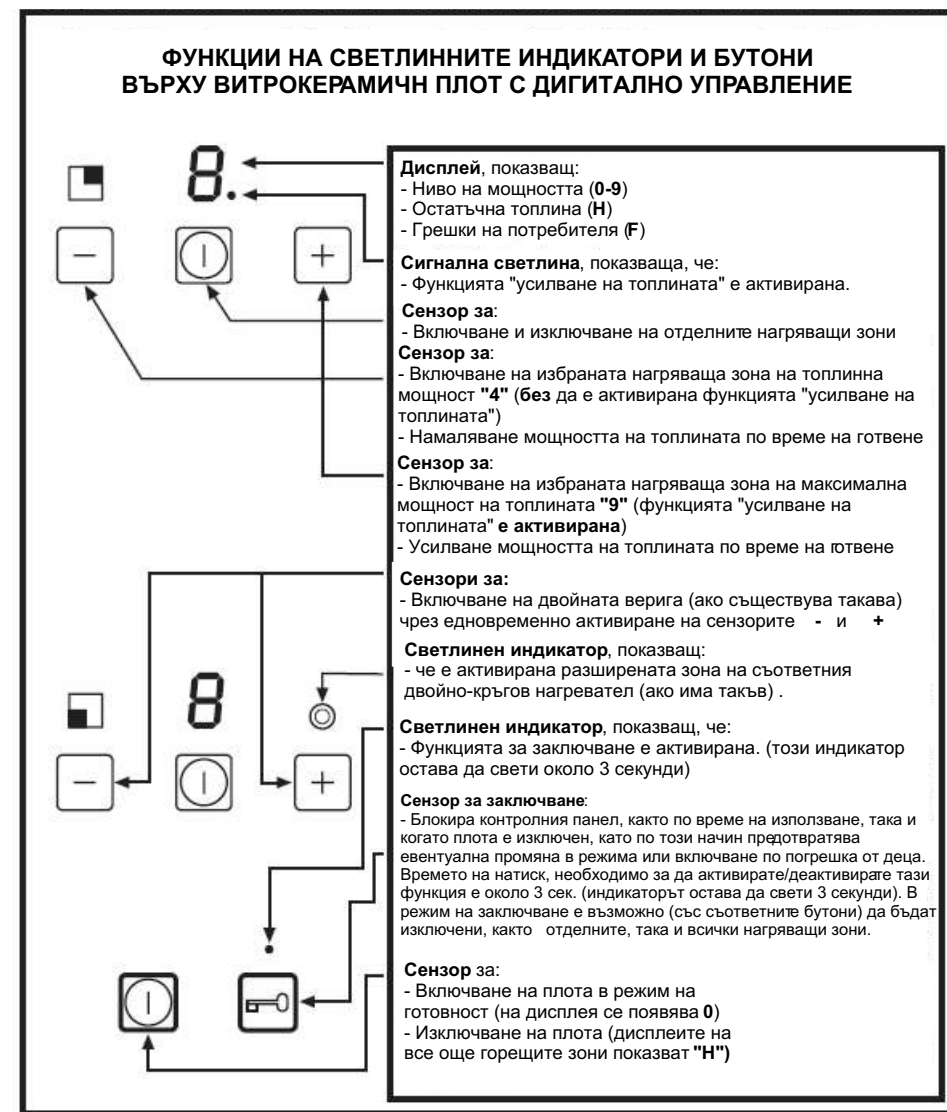 ФУНКЦИИ НА СВЕТЛИННИТЕ ИНДИКАТОРИ И БУТОНИ
ВЪРХУ ВИТРОКЕРАМИЧН ПЛОТ С ДИГИТАЛНО УПРАВЛЕНИЕ
8.
Дисплей, показващ:
- Ниво на мощността (0-9)
- Остатъчна топлина (H)
- Грешки на потребителя (F)
Сигнална светлина, показваща, че:
- Функцията "усилване на топлината" е активирана.
Сензор за:
- Включване и изключване на отделните нагряващи зони
Сензор за:
- Включване на избраната нагряваща зона на топлинна
мощност "4" (без да е активирана функцията "усилване на
топлината")
- Намаляване мощността на топлината по време на готвене
Сензор за:
- Включване на избраната нагряваща зона на максимална
мощност на топлината "9" (функцията "усилване на
топлината" е активирана)
- Усилване мощността на топлината по време на готвене
Сензори за:
- Включване на двойната верига (ако съществува такава)
чрез едновременно активиране на сензорите - и +
Светлинен индикатор, показващ:
- че е активирана разширената зона на съответния
двойно-кръгов нагревател (ако има такъв) .
8
Светлинен индикатор, показващ, че:
- Функцията за заключване е активирана. (този индикатор
остава да свети около 3 секунди)
Сензор за заключване:
- Блокира контролния панел, както по време на използване, така и
когато плота е изключен, като по този начин предотвратява
евентуална промяна в режима или включване по погрешка от деца.
Времето на натиск, необходимо за да активирате/деактивирате тази
функция е около 3 сек. (индикаторът остава да свети 3 секунди). В
режим на заключване е възможно (със съответните бутони) да бъдат
изключени, както отделните, така и всички нагряващи зони.
Сензор за:
- Включване на плота в режим на
готовност (на дисплея се появява 0)
- Изключване на плота (дисплеите на
все още горещите зони показват "H")